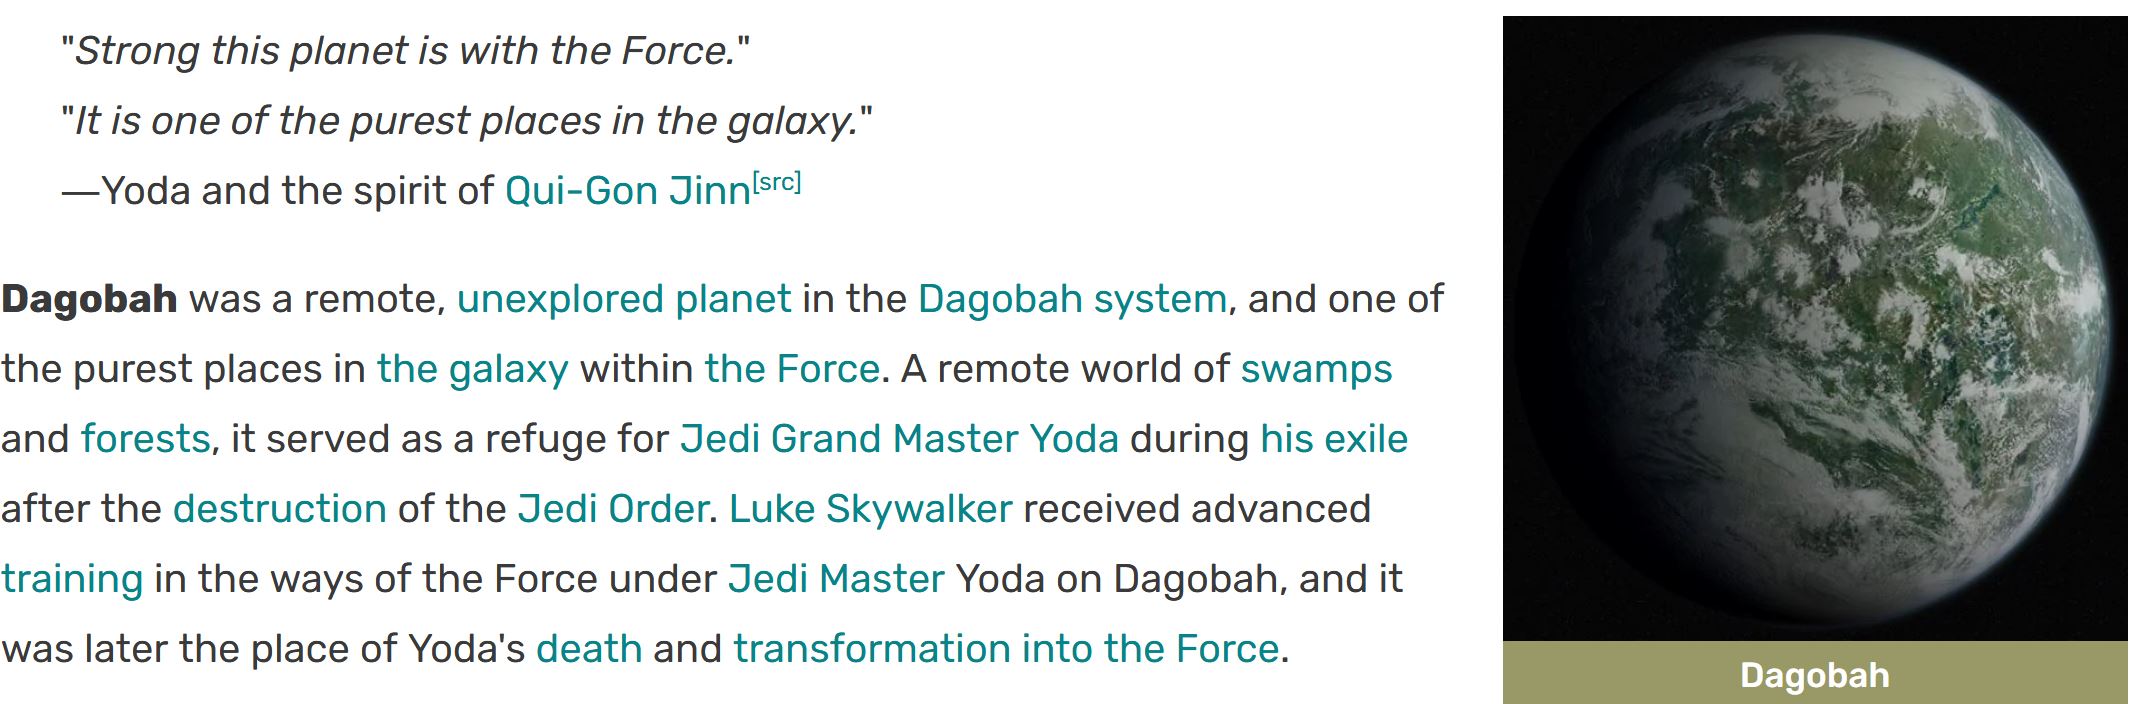 "Strong this planet is with the Force."
"It is one of the purest places in the galaxy."
—Yoda and the spirit of Qui-Gon Jinn[src]
Dagobah was a remote, unexplored planet in the Dagobah system, and one of
the purest places in the galaxy within the Force. A remote world of swamps
and forests, it served as a refuge for Jedi Grand Master Yoda during his exile
after the destruction of the Jedi Order. Luke Skywalker received advanced
training in the ways of the Force under Jedi Master Yoda on Dagobah, and it
was later the place of Yoda's death and transformation into the Force.
Dagobah